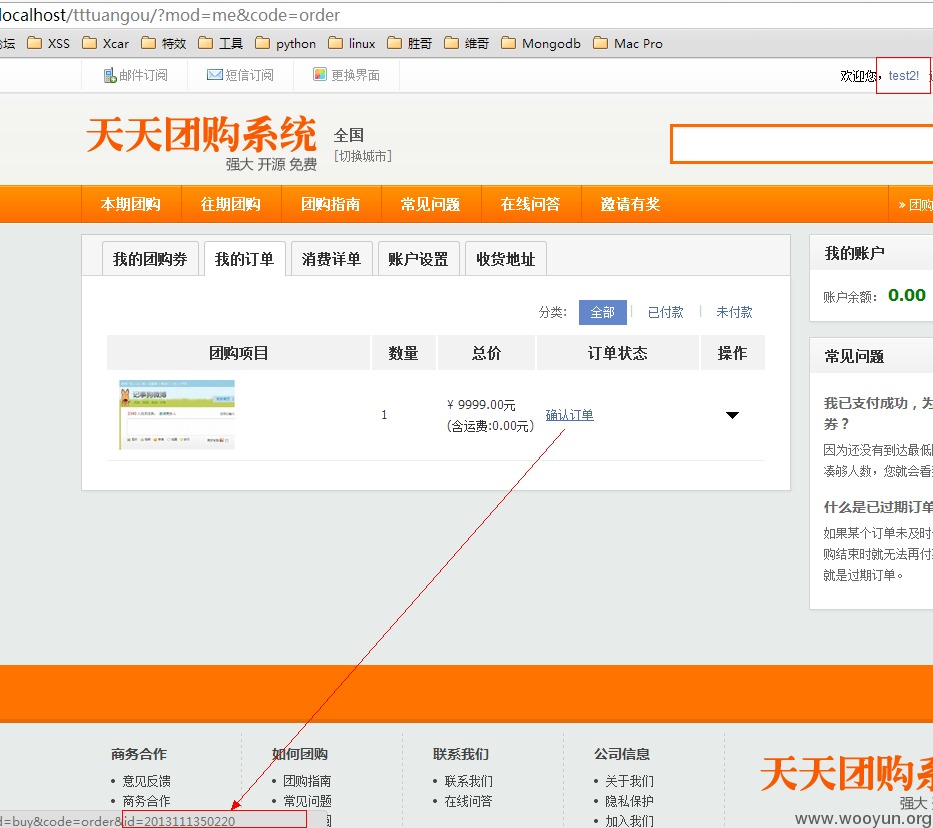 localhost/tttuangou/?mod=me&code=order
论坛 XSS Xcar 特效 工具 python linux 胜哥 维哥 Mongodb Mac Pro
邮件订阅 短信订阅 更换界面 欢迎您, test2!
天天团购系统
强大 开源 免费
全国
[切换城市]
本期团购 往期团购 团购指南 常见问题 在线问答 邀请有奖 » 团购
我的团购券 我的订单 消费详单 账户设置 收货地址
分类: 全部 已付款 未付款
团购项目 数量 总价 订单状态 操作
记事狗微博
1
¥ 9999.00元
(含运费:0.00元)
确认订单
我的账户
账户余额: 0.00
常见问题
我已支付成功，为
券？
因为还没有到达最低
凑够人数，您就会看
什么是已过期订单
如果某个订单未及时
购结束时就无法再付
就是过期订单。
商务合作
• 意见反馈
• 商务合作
如何团购
• 团购指南
• 常见问题
联系我们
• 联系我们
• 在线问答
公司信息
• 关于我们
• 隐私保护
• 加入我们
天天团购系
强大
www.wooyun.org
d=buy&code=order&id=2013111350220